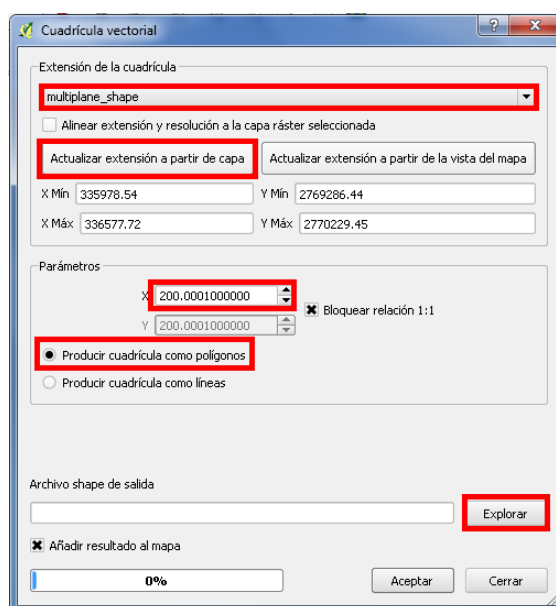 Cuadrícula vectorial
Extensión de la cuadrícula
multiplane_shape
Alinear extensión y resolución a la capa ráster seleccionada
Actualizar extensión a partir de capa
Actualizar extensión a partir de la vista del mapa
X Mín 335978.54 Y Mín 2769286.44
X Máx 336577.72 Y Máx 2770229.45
Parámetros
X 200.0001000000
Bloquear relación 1:1
Y 200.0001000000
Producir cuadrícula como polígonos
Producir cuadrícula como líneas
Archivo shape de salida
Explorar
Añadir resultado al mapa
0%
Aceptar
Cerrar